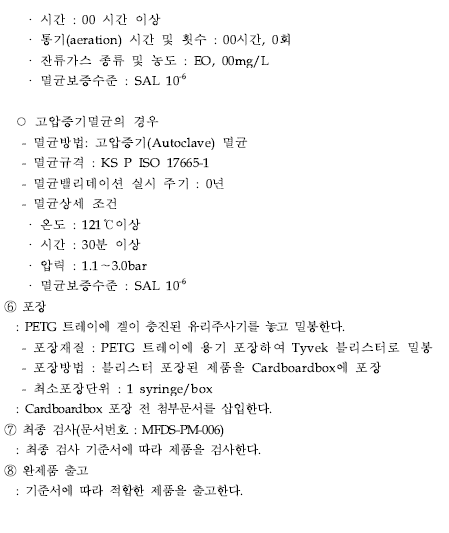 · 시간 : 00 시간 이상
· 통기(aeration) 시간 및 횟수 : 00시간, 0회
· 잔류가스 종류 및 농도 : EO, 00mg/L
· 멸균보증수준 : SAL 10⁻⁶
○ 고압증기멸균의 경우
- 멸균방법: 고압증기(Autoclave) 멸균
- 멸균규격 : KS P ISO 17665-1
- 멸균밸리데이션 실시 주기 : 0년
- 멸균상세 조건
· 온도 : 121℃이상
· 시간 : 30분 이상
· 압력 : 1.1~3.0bar
· 멸균보증수준 : SAL 10⁻⁶
⑥ 포장
: PETG 트레이에 겔이 충진된 유리주사기를 놓고 밀봉한다.
- 포장재질 : PETG 트레이에 용기 포장하여 Tyvek 블리스터로 밀봉
- 포장방법 : 블리스터 포장된 제품을 Cardboardbox에 포장
- 최소포장단위 : 1 syringe/box
: Cardboardbox 포장 전 첨부문서를 삽입한다.
⑦ 최종 검사(문서번호 : MFDS-PM-006)
: 최종 검사 기준서에 따라 제품을 검사한다.
⑧ 완제품 출고
: 기준서에 따라 적합한 제품을 출고한다.